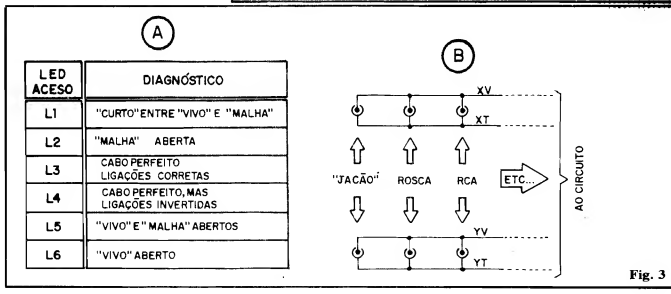 A
LED ACESO
DIAGNÓSTICO
L1
"CURTO" ENTRE "VIVO" E "MALHA"
L2
"MALHA" ABERTA
L3
CABO PERFEITO
LIGAÇÕES CORRETAS
L4
CABO PERFEITO, MAS
LIGAÇÕES INVERTIDAS
L5
"VIVO" E "MALHA" ABERTOS
L6
"VIVO" ABERTO
B
XV
XT
"JACÃO" ROSCA RCA ETC...
YV
YT
AO CIRCUITO
Fig. 3